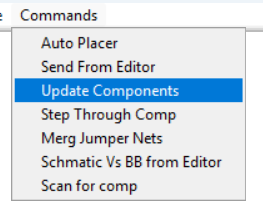 Commands
Auto Placer
Send From Editor
Update Components
Step Through Comp
Merg Jumper Nets
Schmatic Vs BB from Editor
Scan for comp